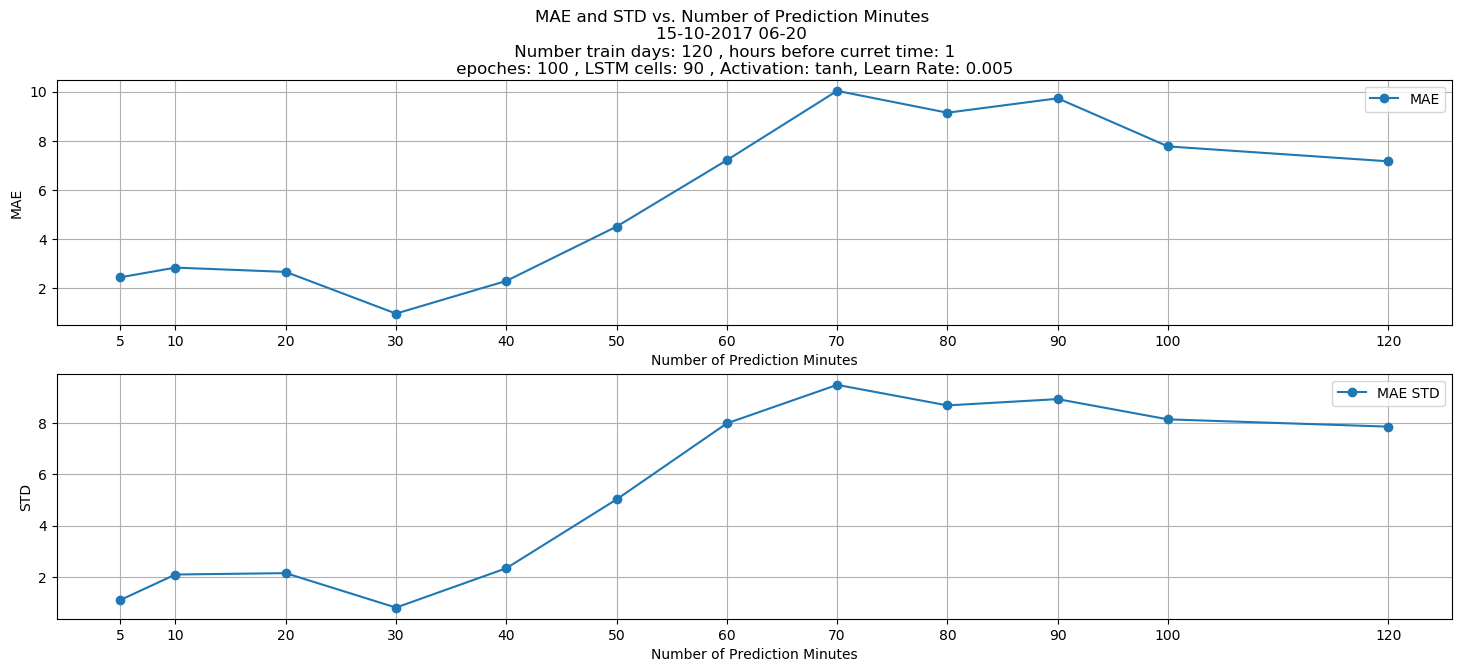 MAE and STD vs. Number of Prediction Minutes
15-10-2017 06-20
Number train days: 120 , hours before curret time: 1
epoches: 100 , LSTM cells: 90 , Activation: tanh, Learn Rate: 0.005
10
8
6
4
2
MAE
MAE
5 10 20 30 40 50 60 70 80 90 100 120
Number of Prediction Minutes
8
6
4
2
STD
MAE STD
5 10 20 30 40 50 60 70 80 90 100 120
Number of Prediction Minutes